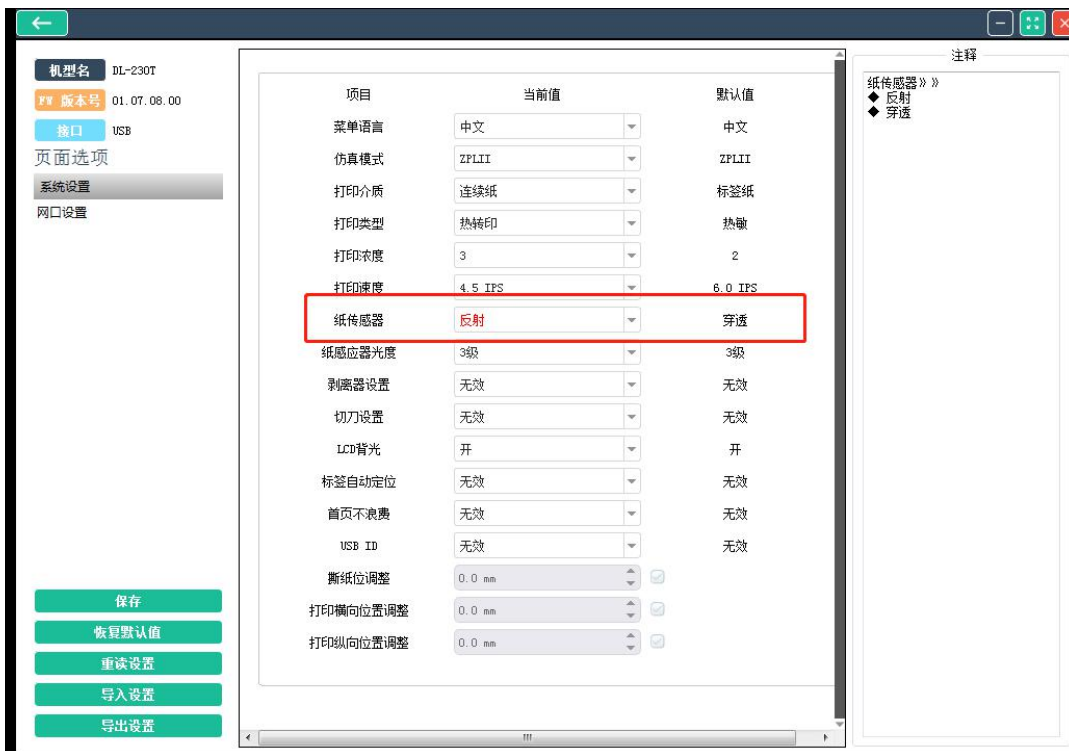 机型名 DL-230T
FW 版本号 01.07.08.00
接口 USB
页面选项
系统设置
网口设置
保存
恢复默认值
重读设置
导入设置
导出设置
项目 当前值 默认值
菜单语言 中文 中文
仿真模式 ZPLII ZPLII
打印介质 连续纸 标签纸
打印类型 热转印 热敏
打印浓度 3 2
打印速度 4.5 IPS 6.0 IPS
纸传感器 反射 穿透
纸感应器光度 3级 3级
剥离器设置 无效 无效
切刀设置 无效 无效
LCD背光 开 开
标签自动定位 无效 无效
首页不浪费 无效 无效
USB ID 无效 无效
撕纸位调整 0.0 mm
打印横向位置调整 0.0 mm
打印纵向位置调整 0.0 mm
注释
纸传感器》》
◆ 反射
◆ 穿透